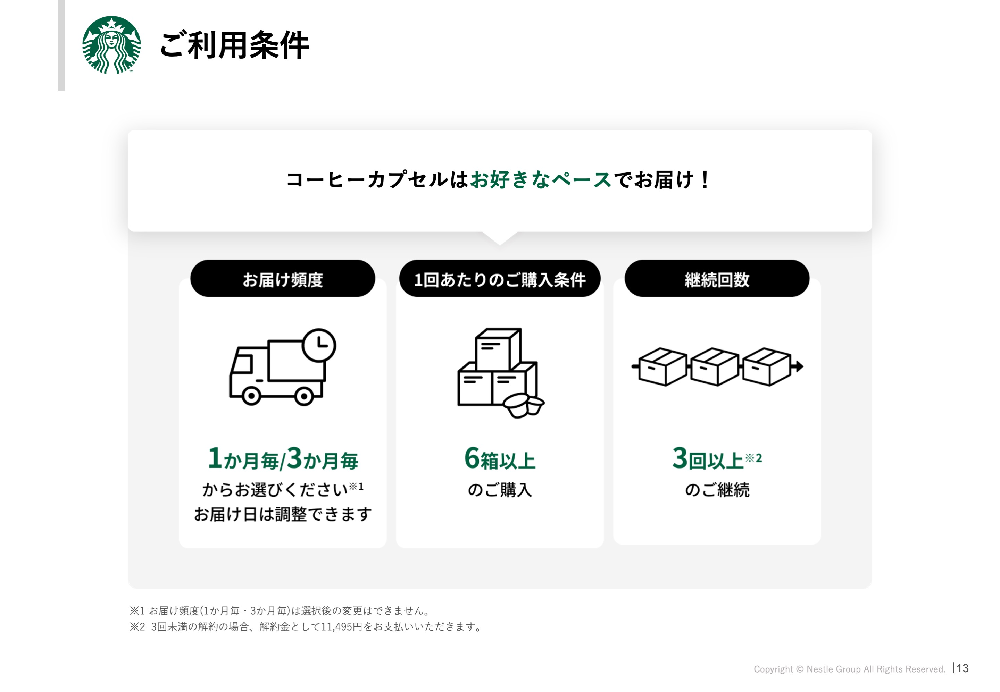 ご利用条件
コーヒーカプセルはお好きなペースでお届け！
お届け頻度
1か月毎/3か月毎
からお選びください※1
お届け日は調整できます
1回あたりのご購入条件
6箱以上
のご購入
継続回数
3回以上※2
のご継続
※1 お届け頻度(1か月毎・3か月毎)は選択後の変更はできません。
※2 3回未満の解約の場合、解約金として11,495円をお支払いいただきます。
Copyright © Nestle Group All Rights Reserved. |13
TM